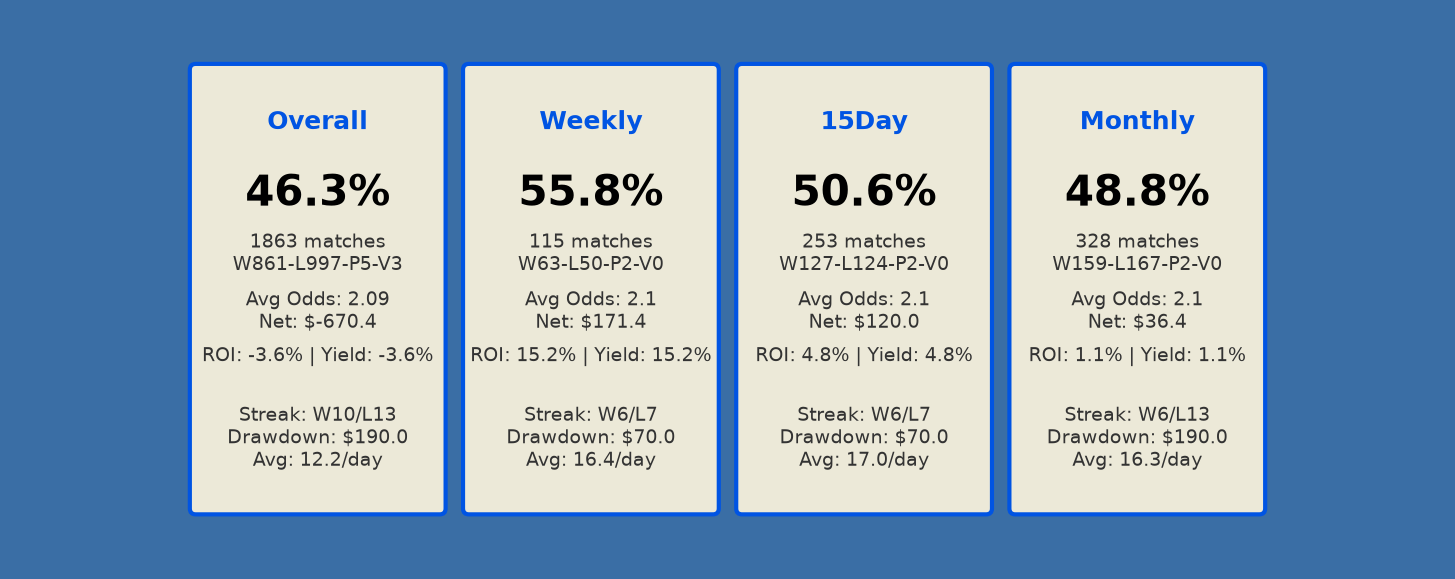 Overall
46.3%
1863 matches
W861-L997-P5-V3
Avg Odds: 2.09
Net: $-670.4
ROI: -3.6% | Yield: -3.6%
Streak: W10/L13
Drawdown: $190.0
Avg: 12.2/day
Weekly
55.8%
115 matches
W63-L50-P2-V0
Avg Odds: 2.1
Net: $171.4
ROI: 15.2% | Yield: 15.2%
Streak: W6/L7
Drawdown: $70.0
Avg: 16.4/day
15Day
50.6%
253 matches
W127-L124-P2-V0
Avg Odds: 2.1
Net: $120.0
ROI: 4.8% | Yield: 4.8%
Streak: W6/L7
Drawdown: $70.0
Avg: 17.0/day
Monthly
48.8%
328 matches
W159-L167-P2-V0
Avg Odds: 2.1
Net: $36.4
ROI: 1.1% | Yield: 1.1%
Streak: W6/L13
Drawdown: $190.0
Avg: 16.3/day